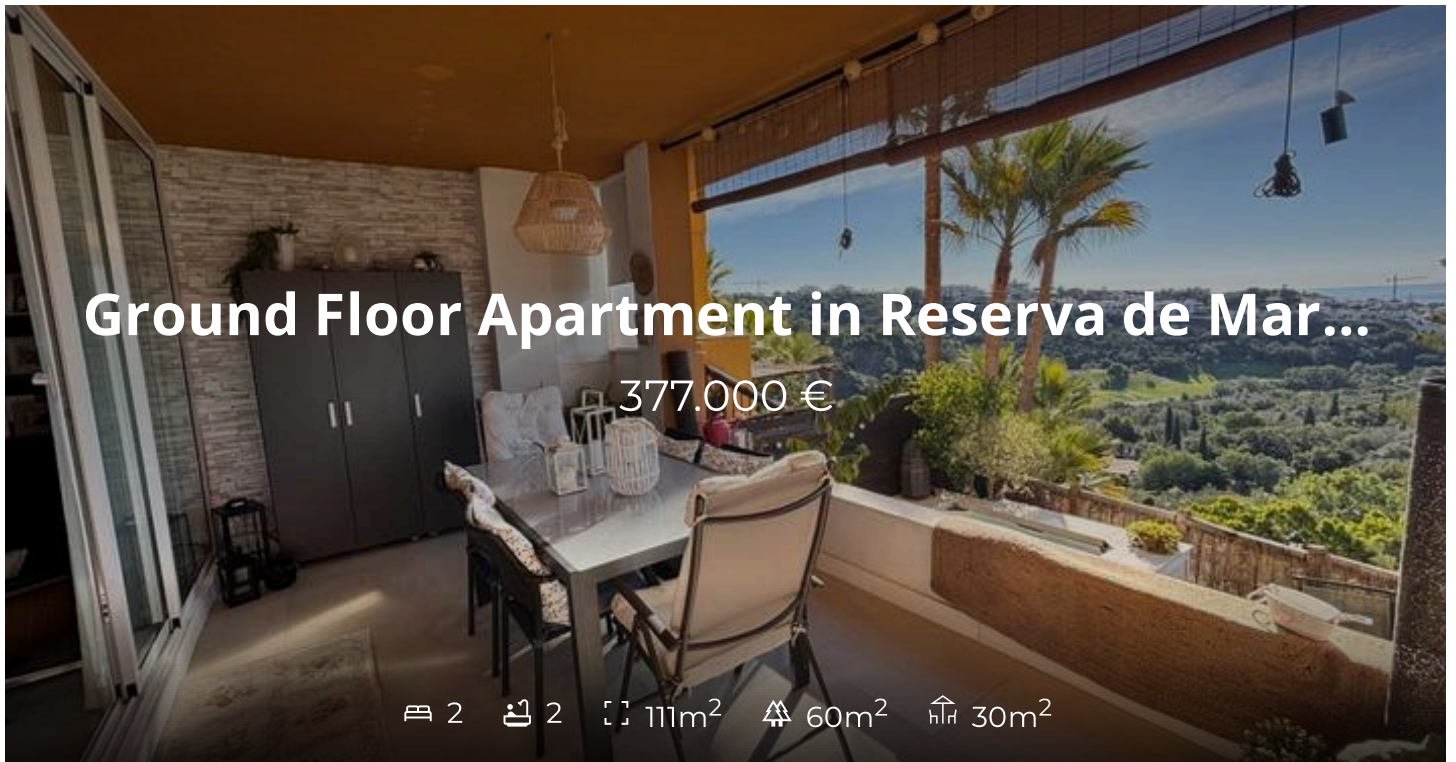 Ground Floor Apartment in Reserva de Mar...
377.000 €
2 2 111m² 60m² 30m²